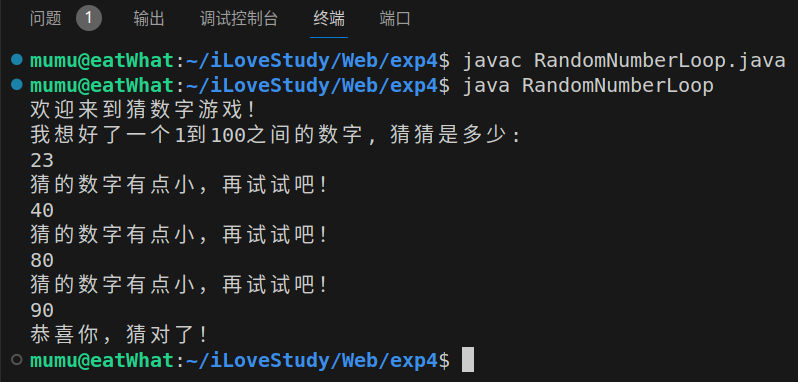 问题 1 输出 调试控制台 终端 端口
mumu@eatWhat:~/iLoveStudy/Web/exp4$ javac RandomNumberLoop.java
mumu@eatWhat:~/iLoveStudy/Web/exp4$ java RandomNumberLoop
欢迎来到猜数字游戏！
我想好了一个1到100之间的数字，猜猜是多少：
23
猜的数字有点小，再试试吧！
40
猜的数字有点小，再试试吧！
80
猜的数字有点小，再试试吧！
90
恭喜你，猜对了！
mumu@eatWhat:~/iLoveStudy/Web/exp4$